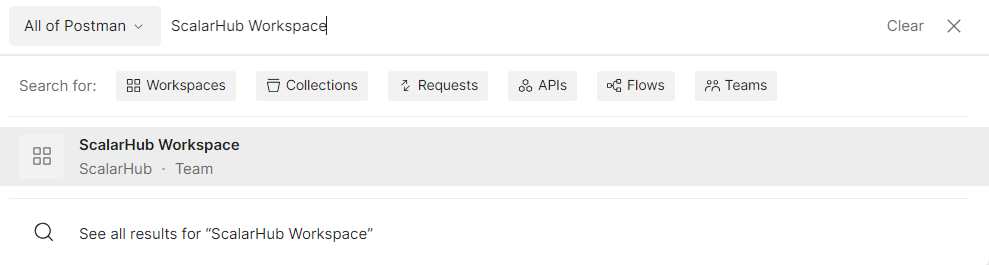 All of Postman ScalarHub Workspace Clear
Search for: Workspaces Collections Requests APIs Flows Teams
ScalarHub Workspace
ScalarHub · Team
See all results for “ScalarHub Workspace”